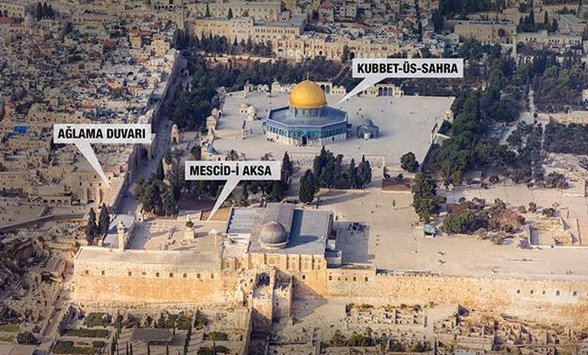 KUBBET-ÜS-SAHRA
AĞLAMA DUVARI
MESCİD-İ AKSA